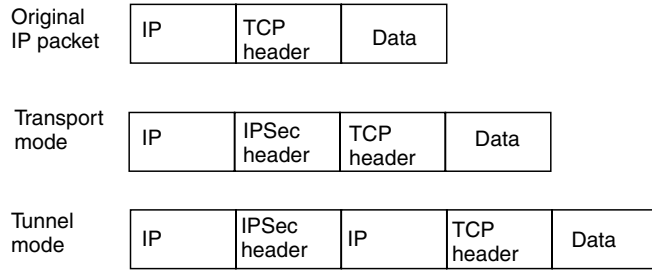 Original
IP packet
IP
TCP
header
Data
Transport
mode
IP
IPSec
header
TCP
header
Data
Tunnel
mode
IP
IPSec
header
IP
TCP
header
Data